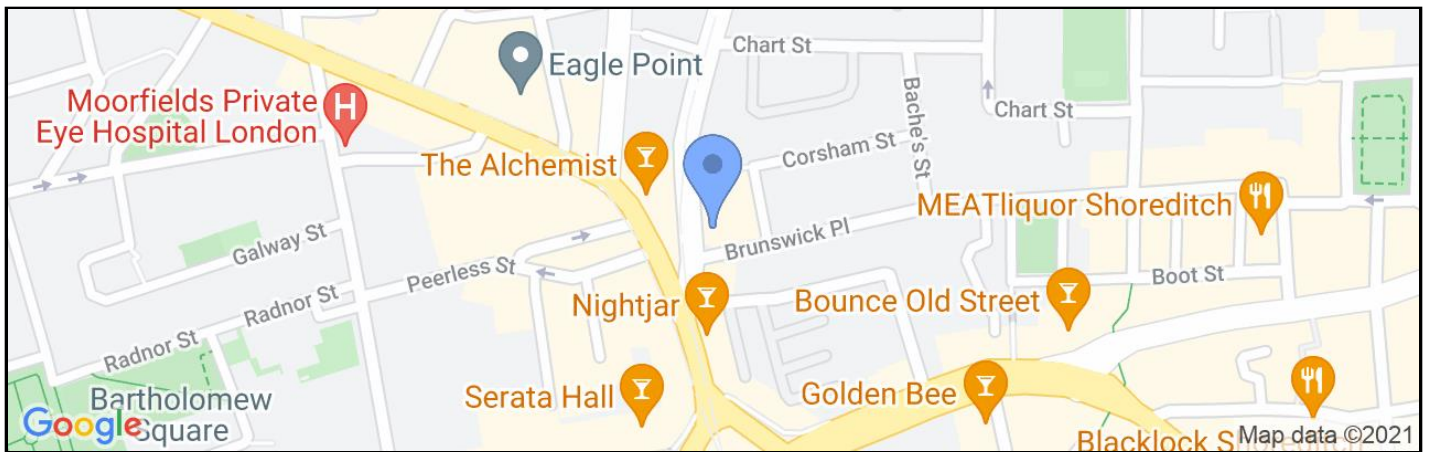 Chart St
Eagle Point
Moorfields Private
Eye Hospital London
H
Bache's St
Chart St
The Alchemist
Corsham St
MEATliquor Shoreditch
Galway St
Brunswick Pl
Peerless St
Radnor St
Nightjar
Bounce Old Street
Boot St
Radnor St
Serata Hall
Golden Bee
Bartholomew
Square
Google
Blacklock S
Map data ©2021